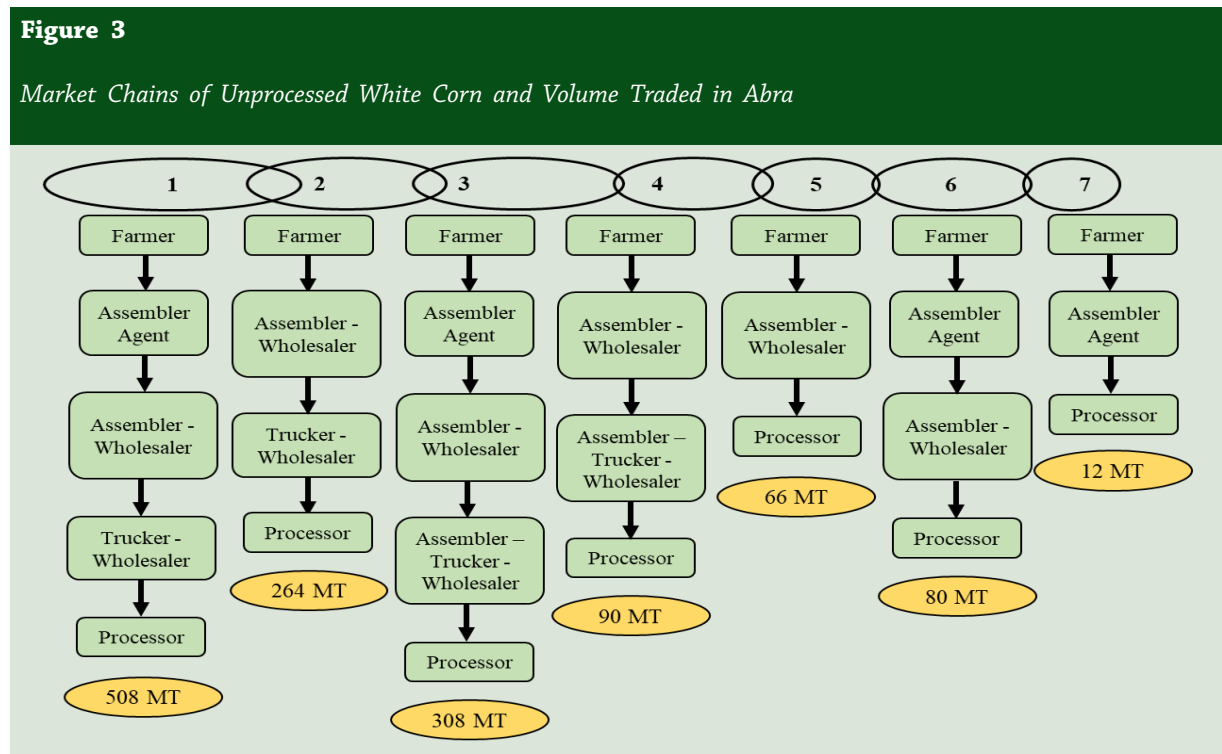 Figure 3
Market Chains of Unprocessed White Corn and Volume Traded in Abra
1
2
3
4
5
6
7
Farmer
Assembler
Agent
Assembler -
Wholesaler
Trucker -
Wholesaler
Processor
508 MT
Farmer
Assembler -
Wholesaler
Trucker -
Wholesaler
Processor
264 MT
Farmer
Assembler
Agent
Assembler -
Wholesaler
Assembler –
Trucker -
Wholesaler
Processor
308 MT
Farmer
Assembler -
Wholesaler
Assembler –
Trucker -
Wholesaler
Processor
90 MT
Farmer
Assembler -
Wholesaler
Processor
66 MT
Farmer
Assembler
Agent
Assembler -
Wholesaler
Processor
80 MT
Farmer
Assembler
Agent
Processor
12 MT